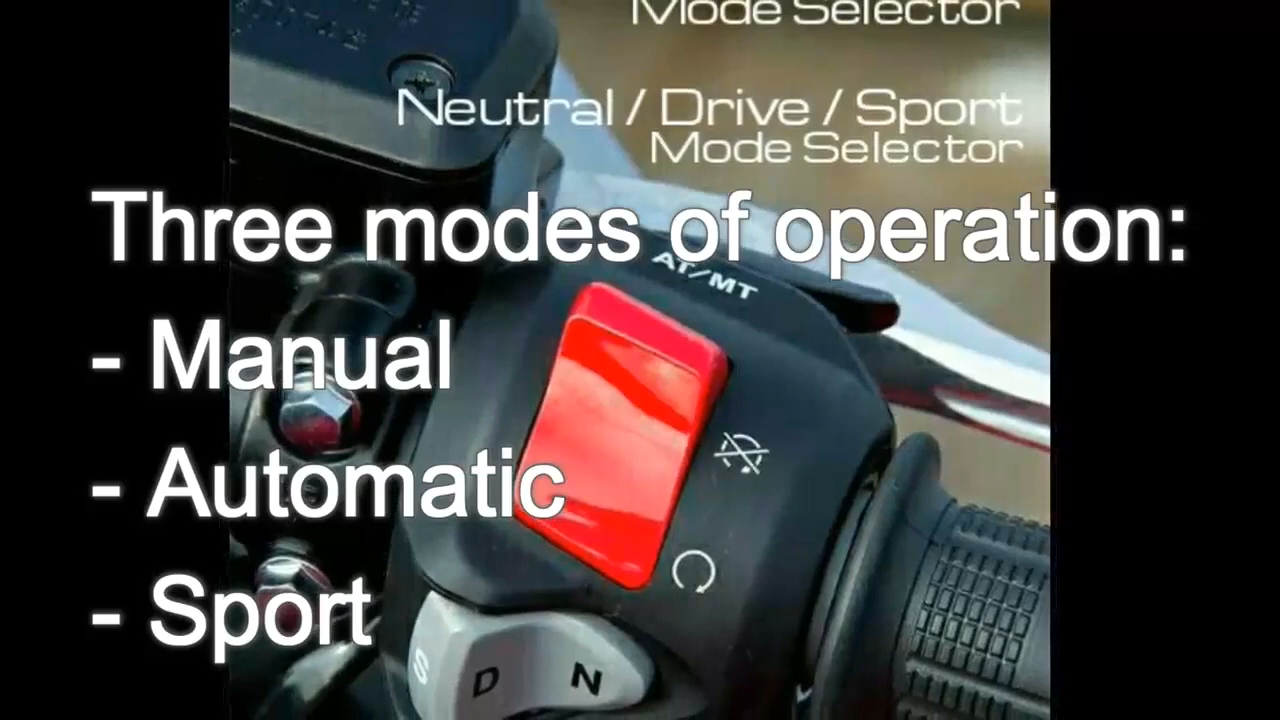 Mode Selector
Neutral / Drive / Sport
Mode Selector
Three modes of operation:
AT/MT
- Manual
- Automatic
- Sport
S D N